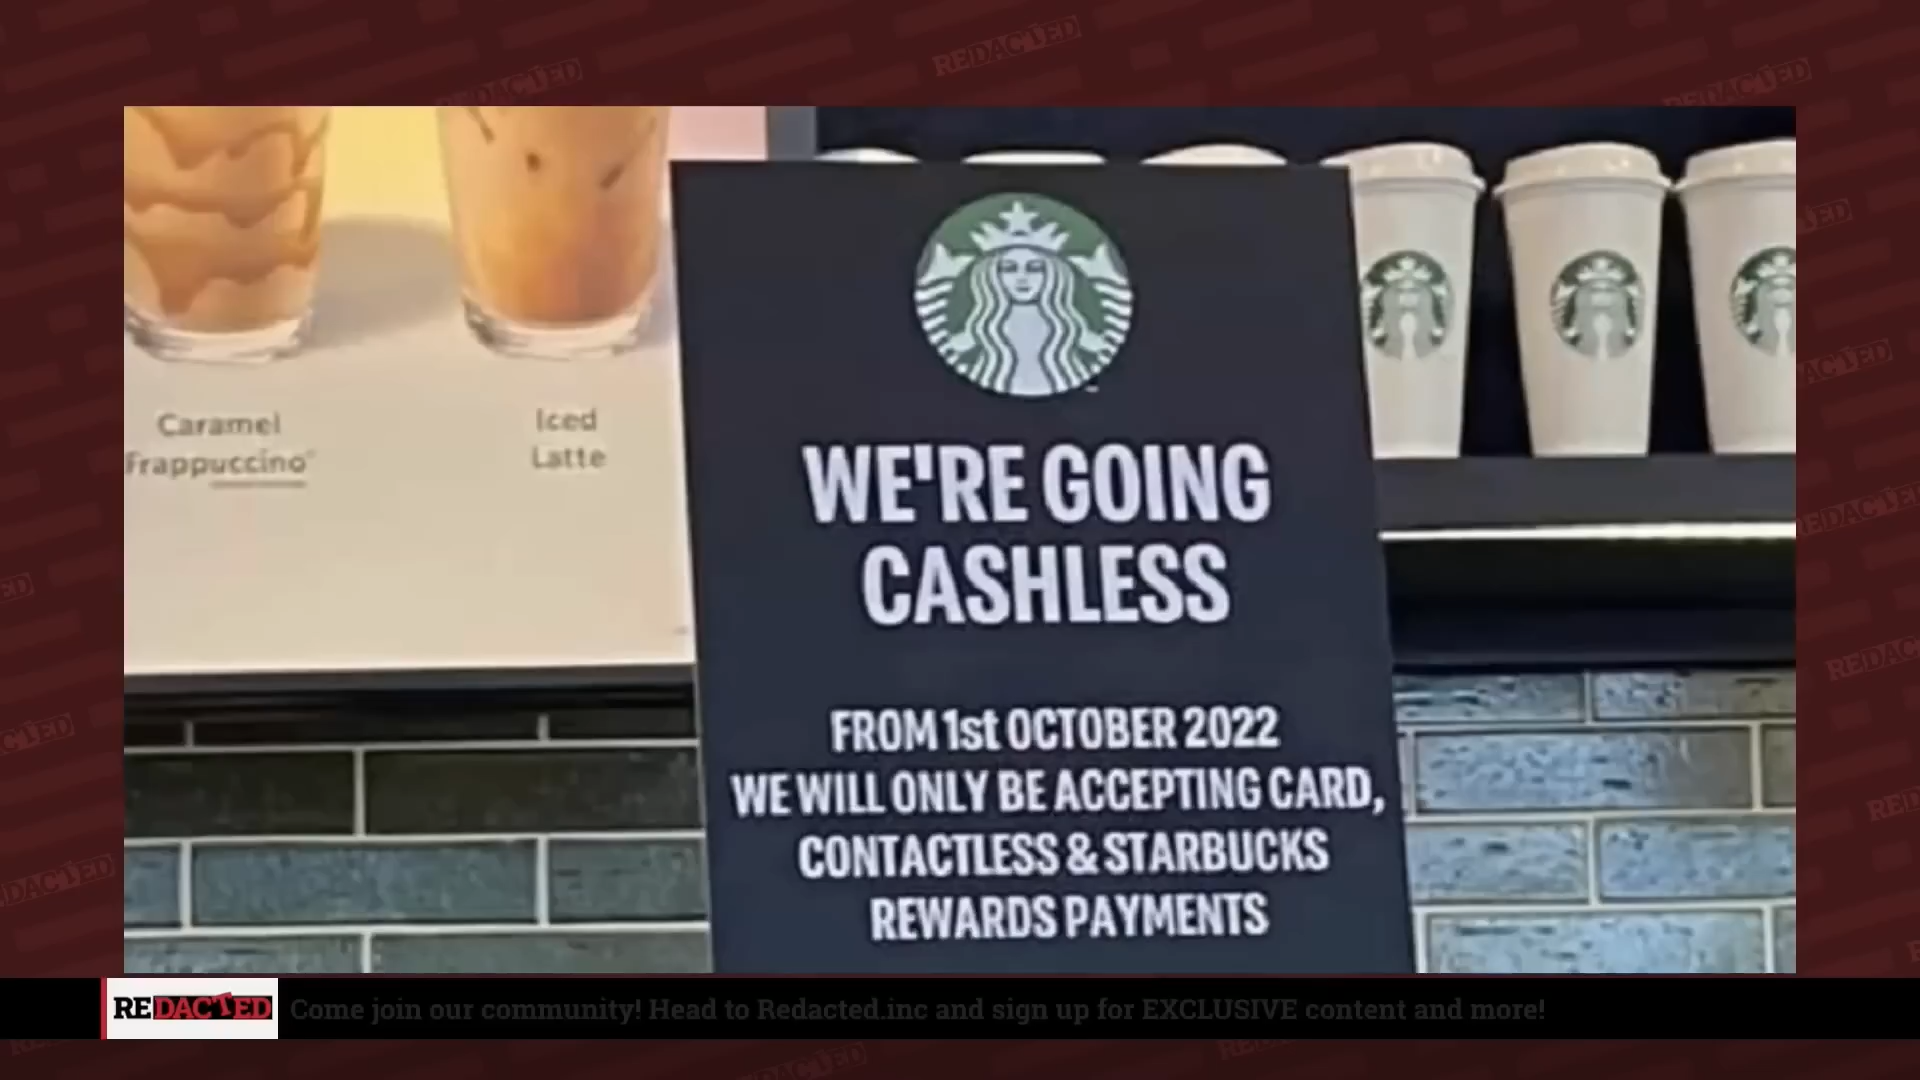 Caramel
Frappuccino
Iced
Latte
WE'RE GOING
CASHLESS
FROM 1st OCTOBER 2022
WE WILL ONLY BE ACCEPTING CARD,
CONTACTLESS & STARBUCKS
REWARDS PAYMENTS
REDACTED
Come join our community! Head to Redacted.inc and sign up for EXCLUSIVE content and more!